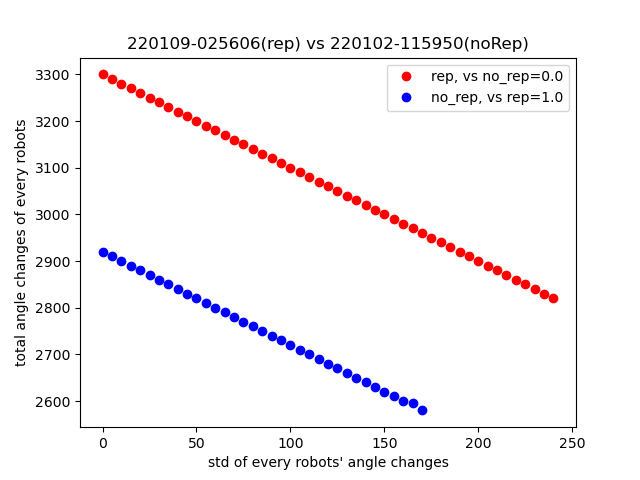 220109-025606(rep) vs 220102-115950(noRep)
rep, vs no_rep=0.0
no_rep, vs rep=1.0
total angle changes of every robots
3300
3200
3100
3000
2900
2800
2700
2600
0 50 100 150 200 250
std of every robots' angle changes